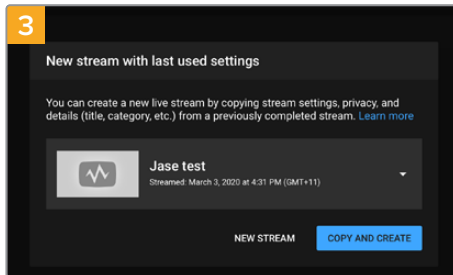 3
New stream with last used settings
You can create a new live stream by copying stream settings, privacy, and
details (title, category, etc.) from a previously completed stream. Learn more
Jase test
Streamed: March 3, 2020 at 4:31 PM (GMT+11)
NEW STREAM COPY AND CREATE